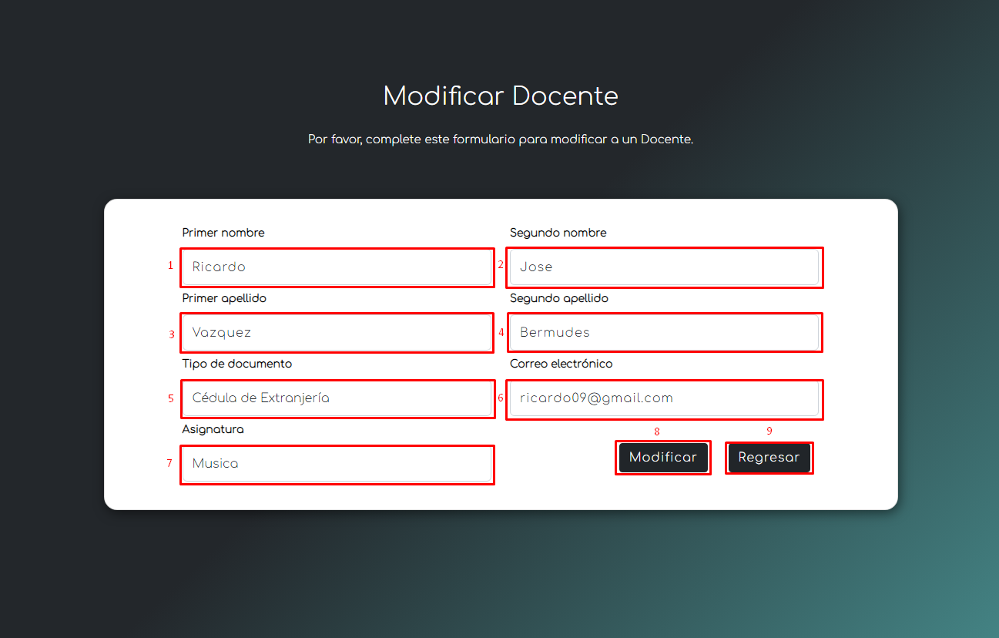 Modificar Docente
Por favor, complete este formulario para modificar a un Docente.
Primer nombre
Segundo nombre
1 Ricardo
2 Jose
Primer apellido
Segundo apellido
3 Vazquez
4 Bermudes
Tipo de documento
Correo electrónico
5 Cédula de Extranjería
6 ricardo09@gmail.com
Asignatura
8
9
7 Musica
Modificar
Regresar